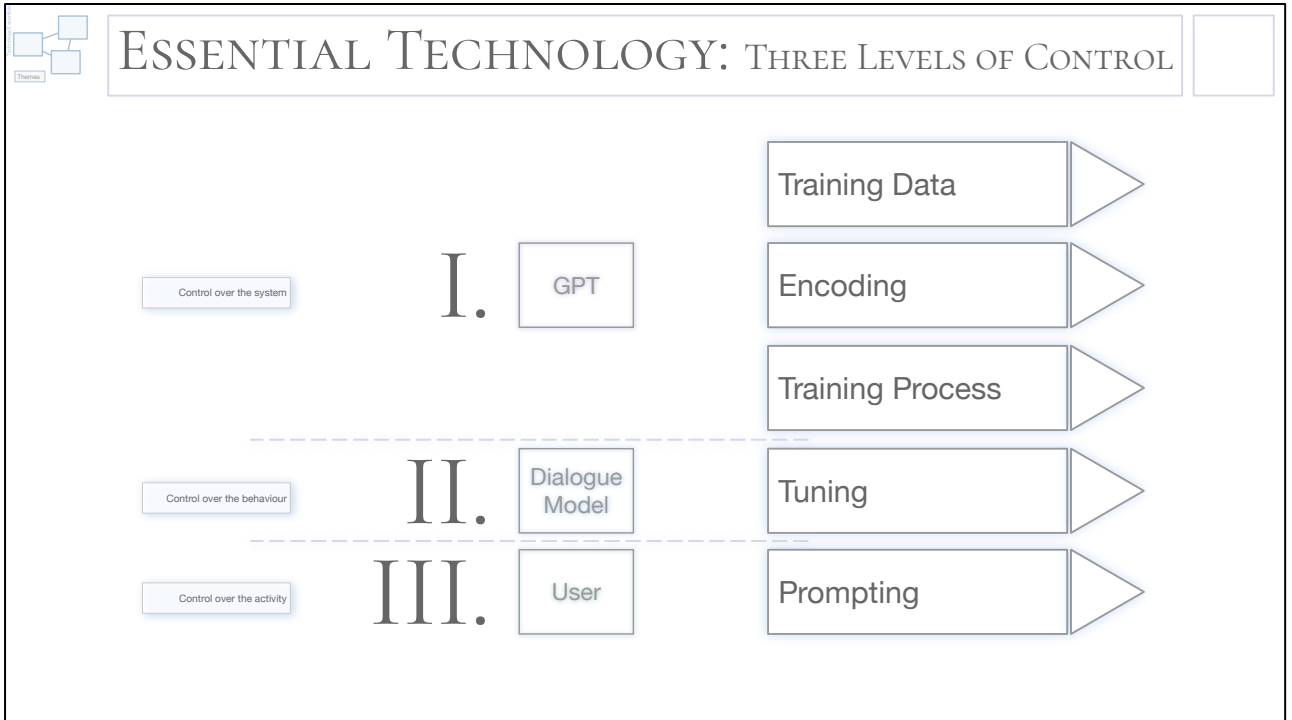 ESSENTIAL TECHNOLOGY: THREE LEVELS OF CONTROL
Themes
Training Data
Control over the system
I.
GPT
Encoding
Training Process
Control over the behaviour
II.
Dialogue
Model
Tuning
Control over the activity
III.
User
Prompting